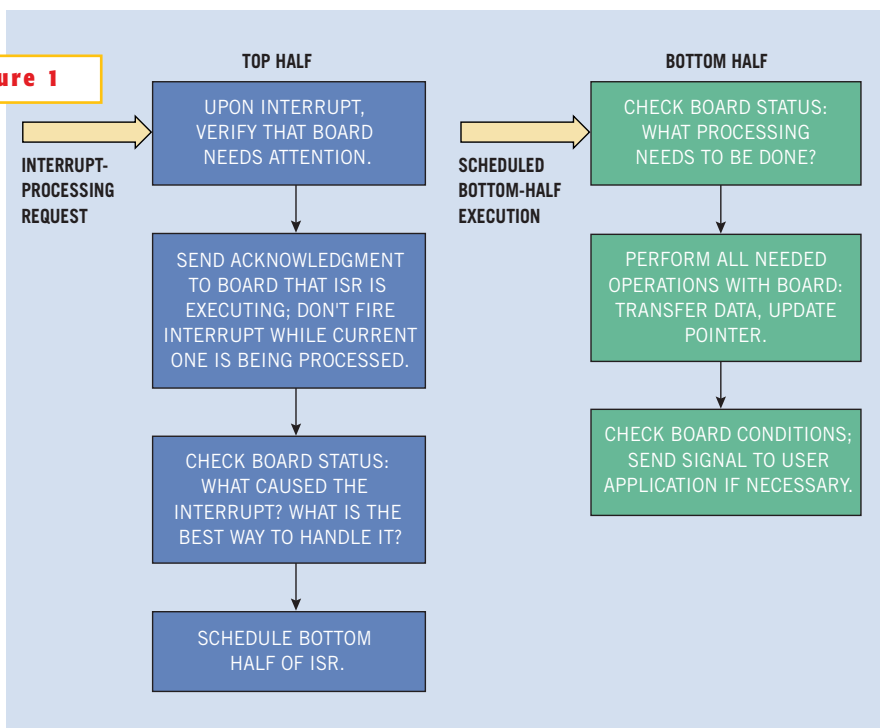 ure 1
TOP HALF
INTERRUPT-
PROCESSING
REQUEST
UPON INTERRUPT,
VERIFY THAT BOARD
NEEDS ATTENTION.
SEND ACKNOWLEDGMENT
TO BOARD THAT ISR IS
EXECUTING; DON'T FIRE
INTERRUPT WHILE CURRENT
ONE IS BEING PROCESSED.
CHECK BOARD STATUS:
WHAT CAUSED THE
INTERRUPT? WHAT IS THE
BEST WAY TO HANDLE IT?
SCHEDULE BOTTOM
HALF OF ISR.
BOTTOM HALF
SCHEDULED
BOTTOM-HALF
EXECUTION
CHECK BOARD STATUS:
WHAT PROCESSING
NEEDS TO BE DONE?
PERFORM ALL NEEDED
OPERATIONS WITH BOARD:
TRANSFER DATA, UPDATE
POINTER.
CHECK BOARD CONDITIONS;
SEND SIGNAL TO USER
APPLICATION IF NECESSARY.